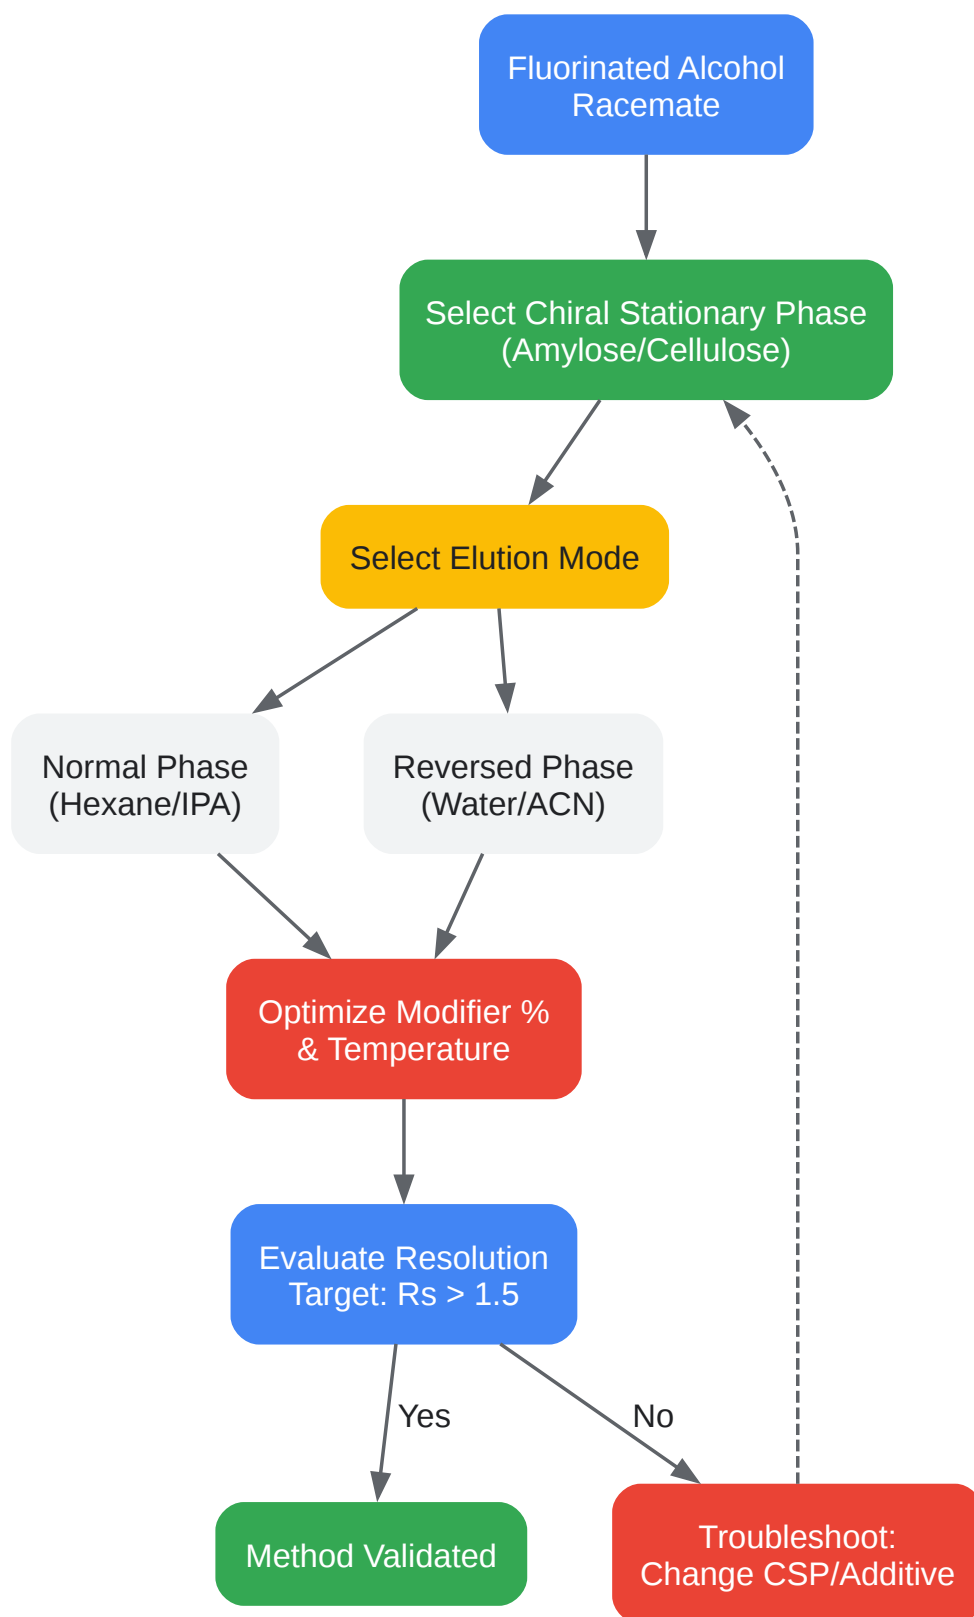 Fluorinated Alcohol
Racemate
Select Chiral Stationary Phase
(Amylose/Cellulose)
Select Elution Mode
Normal Phase
(Hexane/IPA)
Reversed Phase
(Water/ACN)
Optimize Modifier %
& Temperature
Evaluate Resolution
Target: Rs > 1.5
Yes
No
Method Validated
Troubleshoot:
Change CSP/Additive